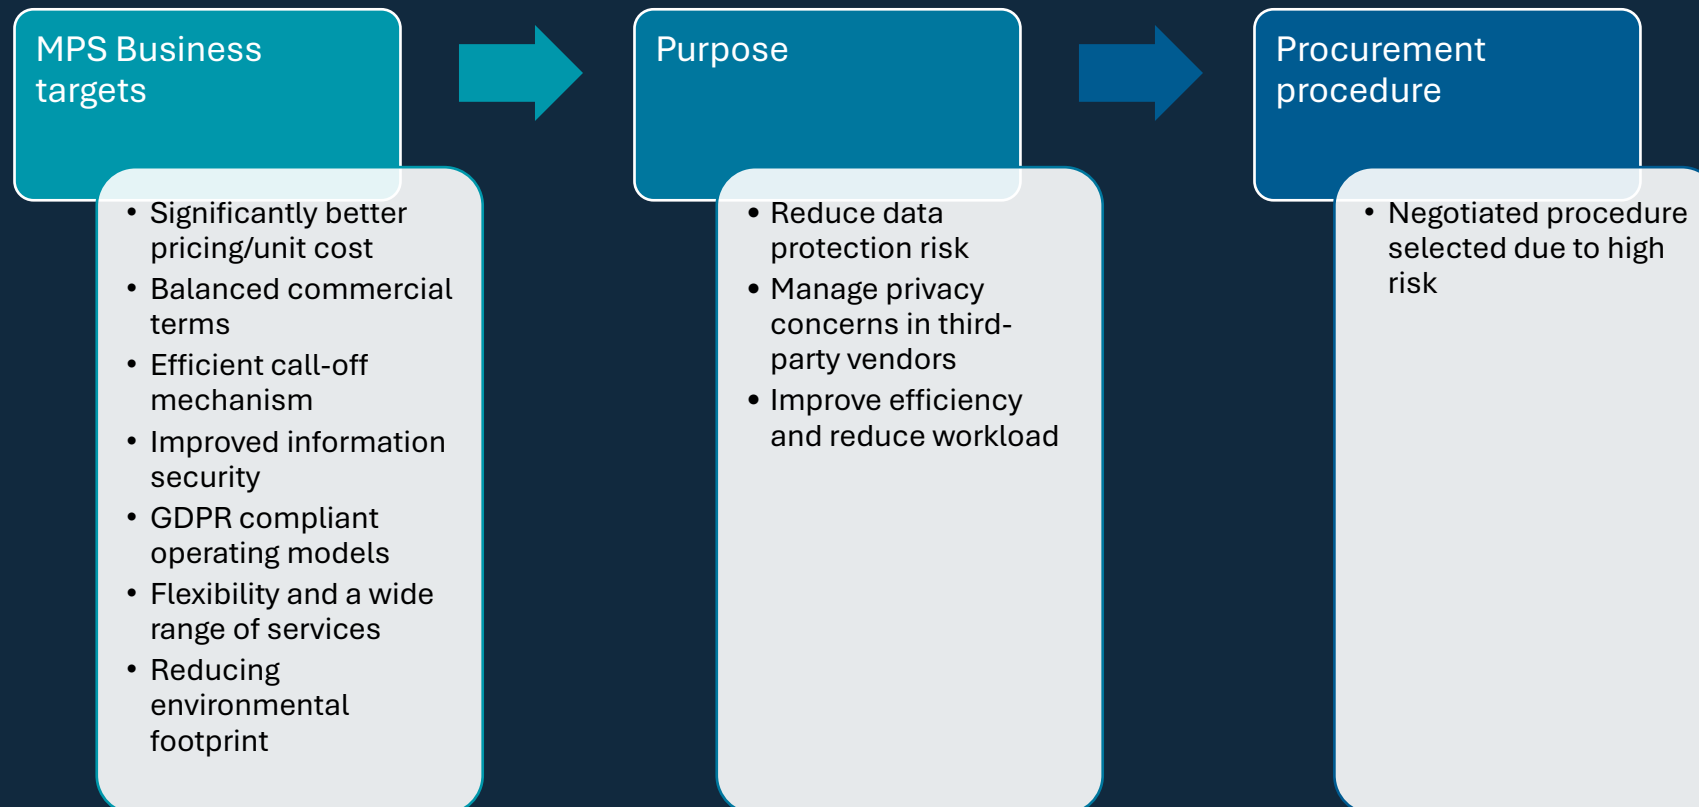 MPS Business
targets
• Significantly better
pricing/unit cost
• Balanced commercial
terms
• Efficient call-off
mechanism
• Improved information
security
• GDPR compliant
operating models
• Flexibility and a wide
range of services
• Reducing
environmental
footprint
Purpose
• Reduce data
protection risk
• Manage privacy
concerns in third-
party vendors
• Improve efficiency
and reduce workload
Procurement
procedure
• Negotiated procedure
selected due to high
risk